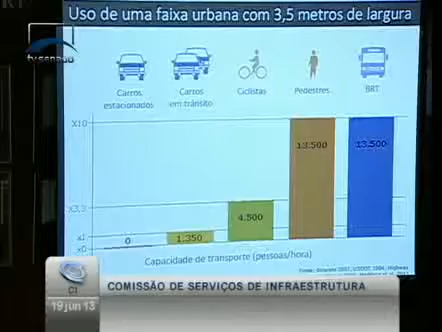 Uso de uma faixa urbana com 3,5 metros de largura
tv senado
Carros estacionados
Carros em trânsito
Ciclistas
Pedestres
BRT
x10
x3,3
x1
x0
0
1.350
4.500
13.500
13.500
Capacidade de transporte (pessoas/hora)
CI
19 jun 13
COMISSÃO DE SERVIÇOS DE INFRAESTRUTURA